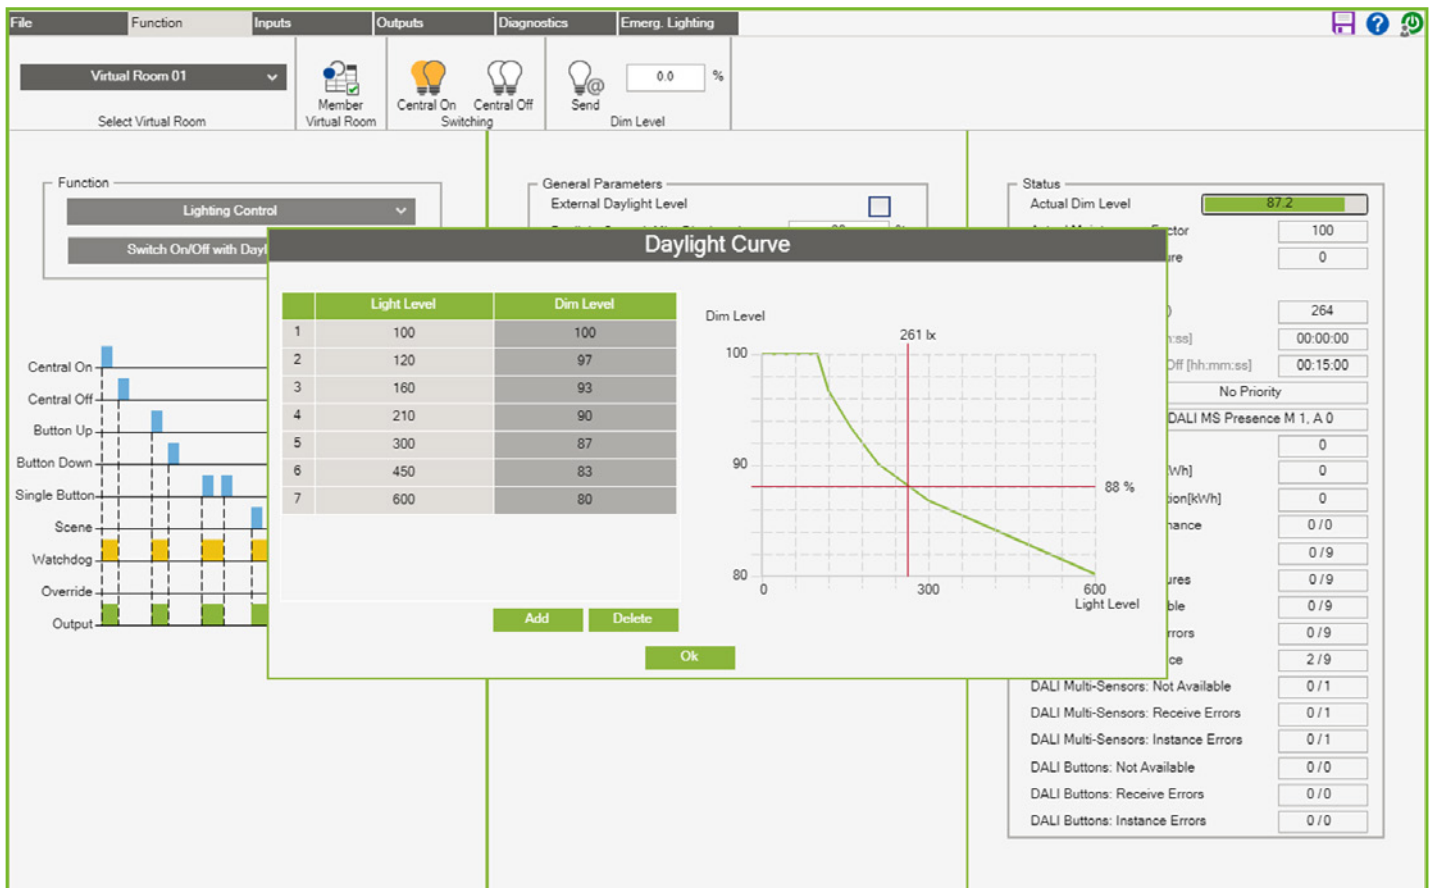 File Function Inputs Outputs Diagnostics Emerg. Lighting
Virtual Room 01
Select Virtual Room
Member
Virtual Room
Central On Central Off
Switching
Send
0.0 %
Dim Level
Function
Lighting Control
Switch On/Off with Dayl
General Parameters
External Daylight Level
Status
Actual Dim Level 87.2
ctor 100
ure 0
264
n:ss] 00:00:00
Off [hh:mm:ss] 00:15:00
No Priority
DALI MS Presence M 1, A 0
0
Wh] 0
ion[kWh] 0
nance 0 / 0
0 / 9
ures 0 / 9
ble 0 / 9
rrors 0 / 9
ce 2 / 9
DALI Multi-Sensors: Not Available 0 / 1
DALI Multi-Sensors: Receive Errors 0 / 1
DALI Multi-Sensors: Instance Errors 0 / 1
DALI Buttons: Not Available 0 / 0
DALI Buttons: Receive Errors 0 / 0
DALI Buttons: Instance Errors 0 / 0
Central On
Central Off
Button Up
Button Down
Single Button
Scene
Watchdog
Override
Output
Daylight Curve
Light Level Dim Level
1 100 100
2 120 97
3 160 93
4 210 90
5 300 87
6 450 83
7 600 80
Add Delete
Ok
Dim Level
261 lx
100
90
88 %
80
0 300 600
Light Level